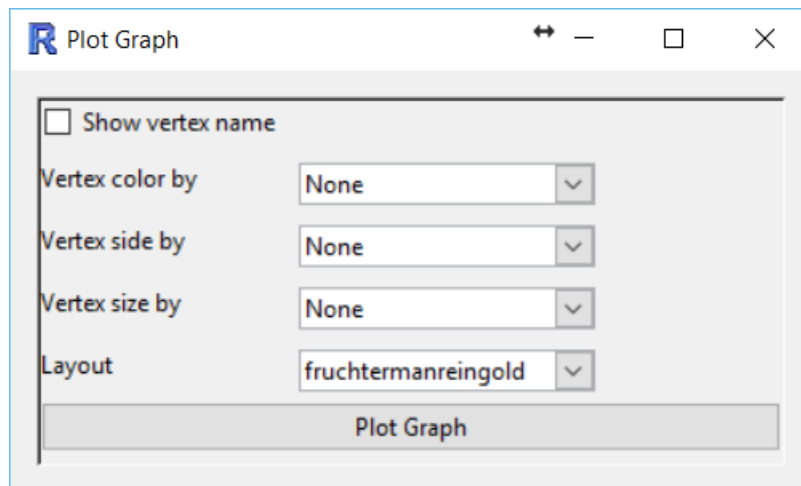 R Plot Graph
Show vertex name
Vertex color by None
Vertex side by None
Vertex size by None
Layout fruchtermanreingold
Plot Graph